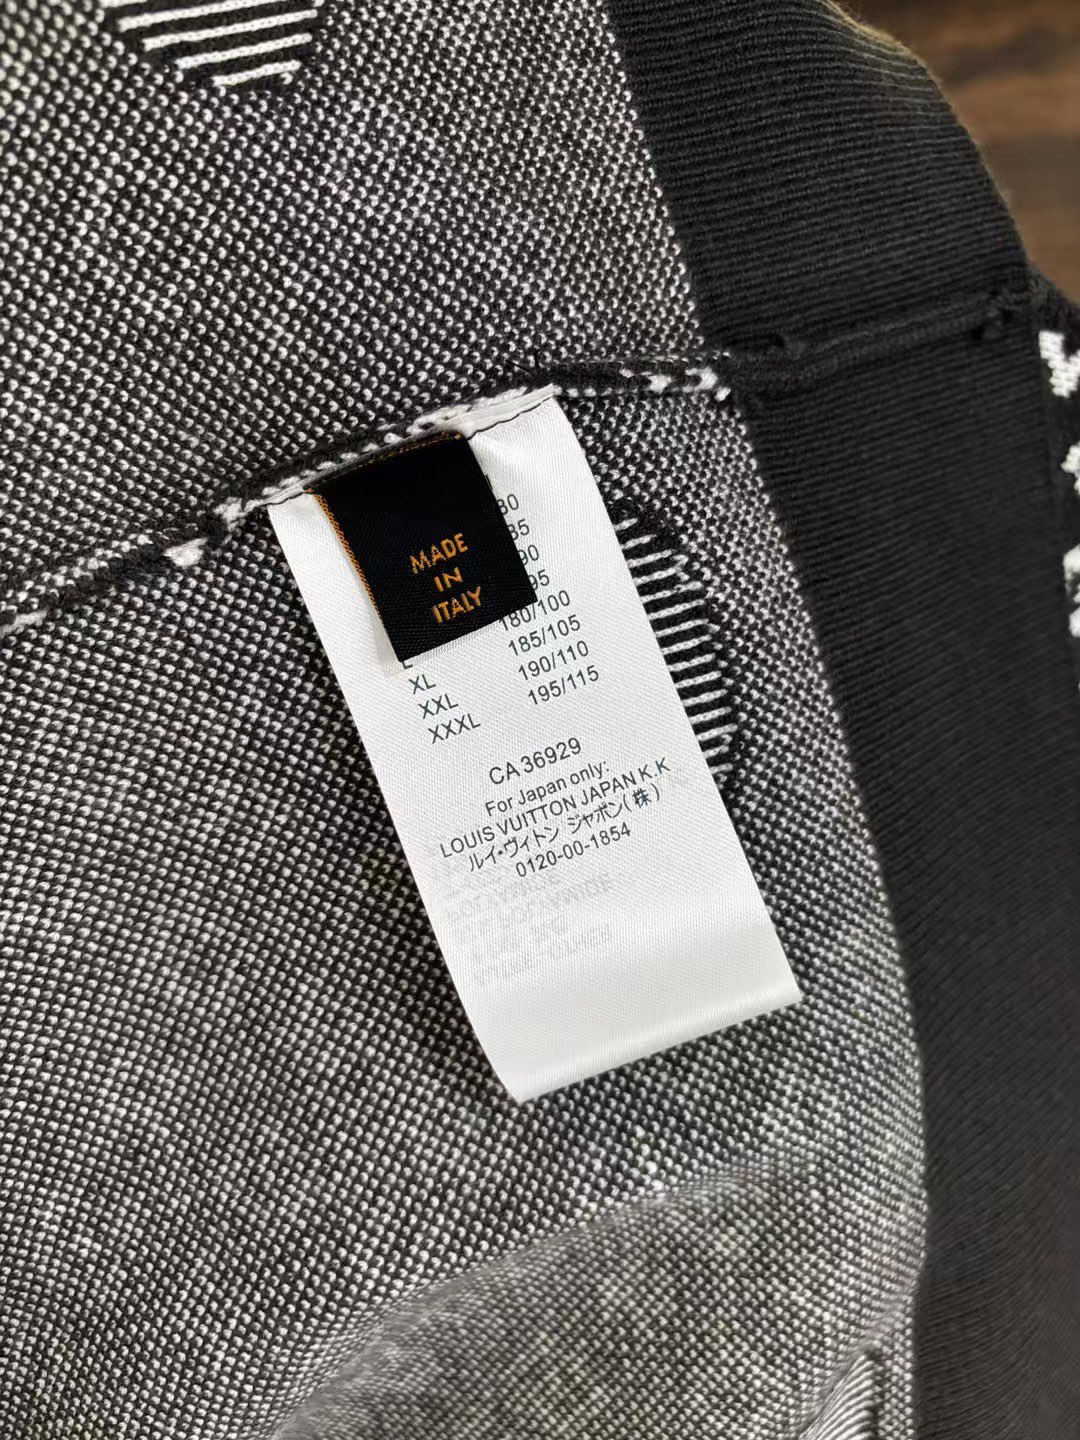 MADE
IN
ITALY
180/100
XL 185/105
XXL 190/110
XXXL 195/115
CA 36929
For Japan only:
LOUIS VUITTON JAPAN K.K
ルイ・ヴィトン ジャポン(株)
0120-00-1854